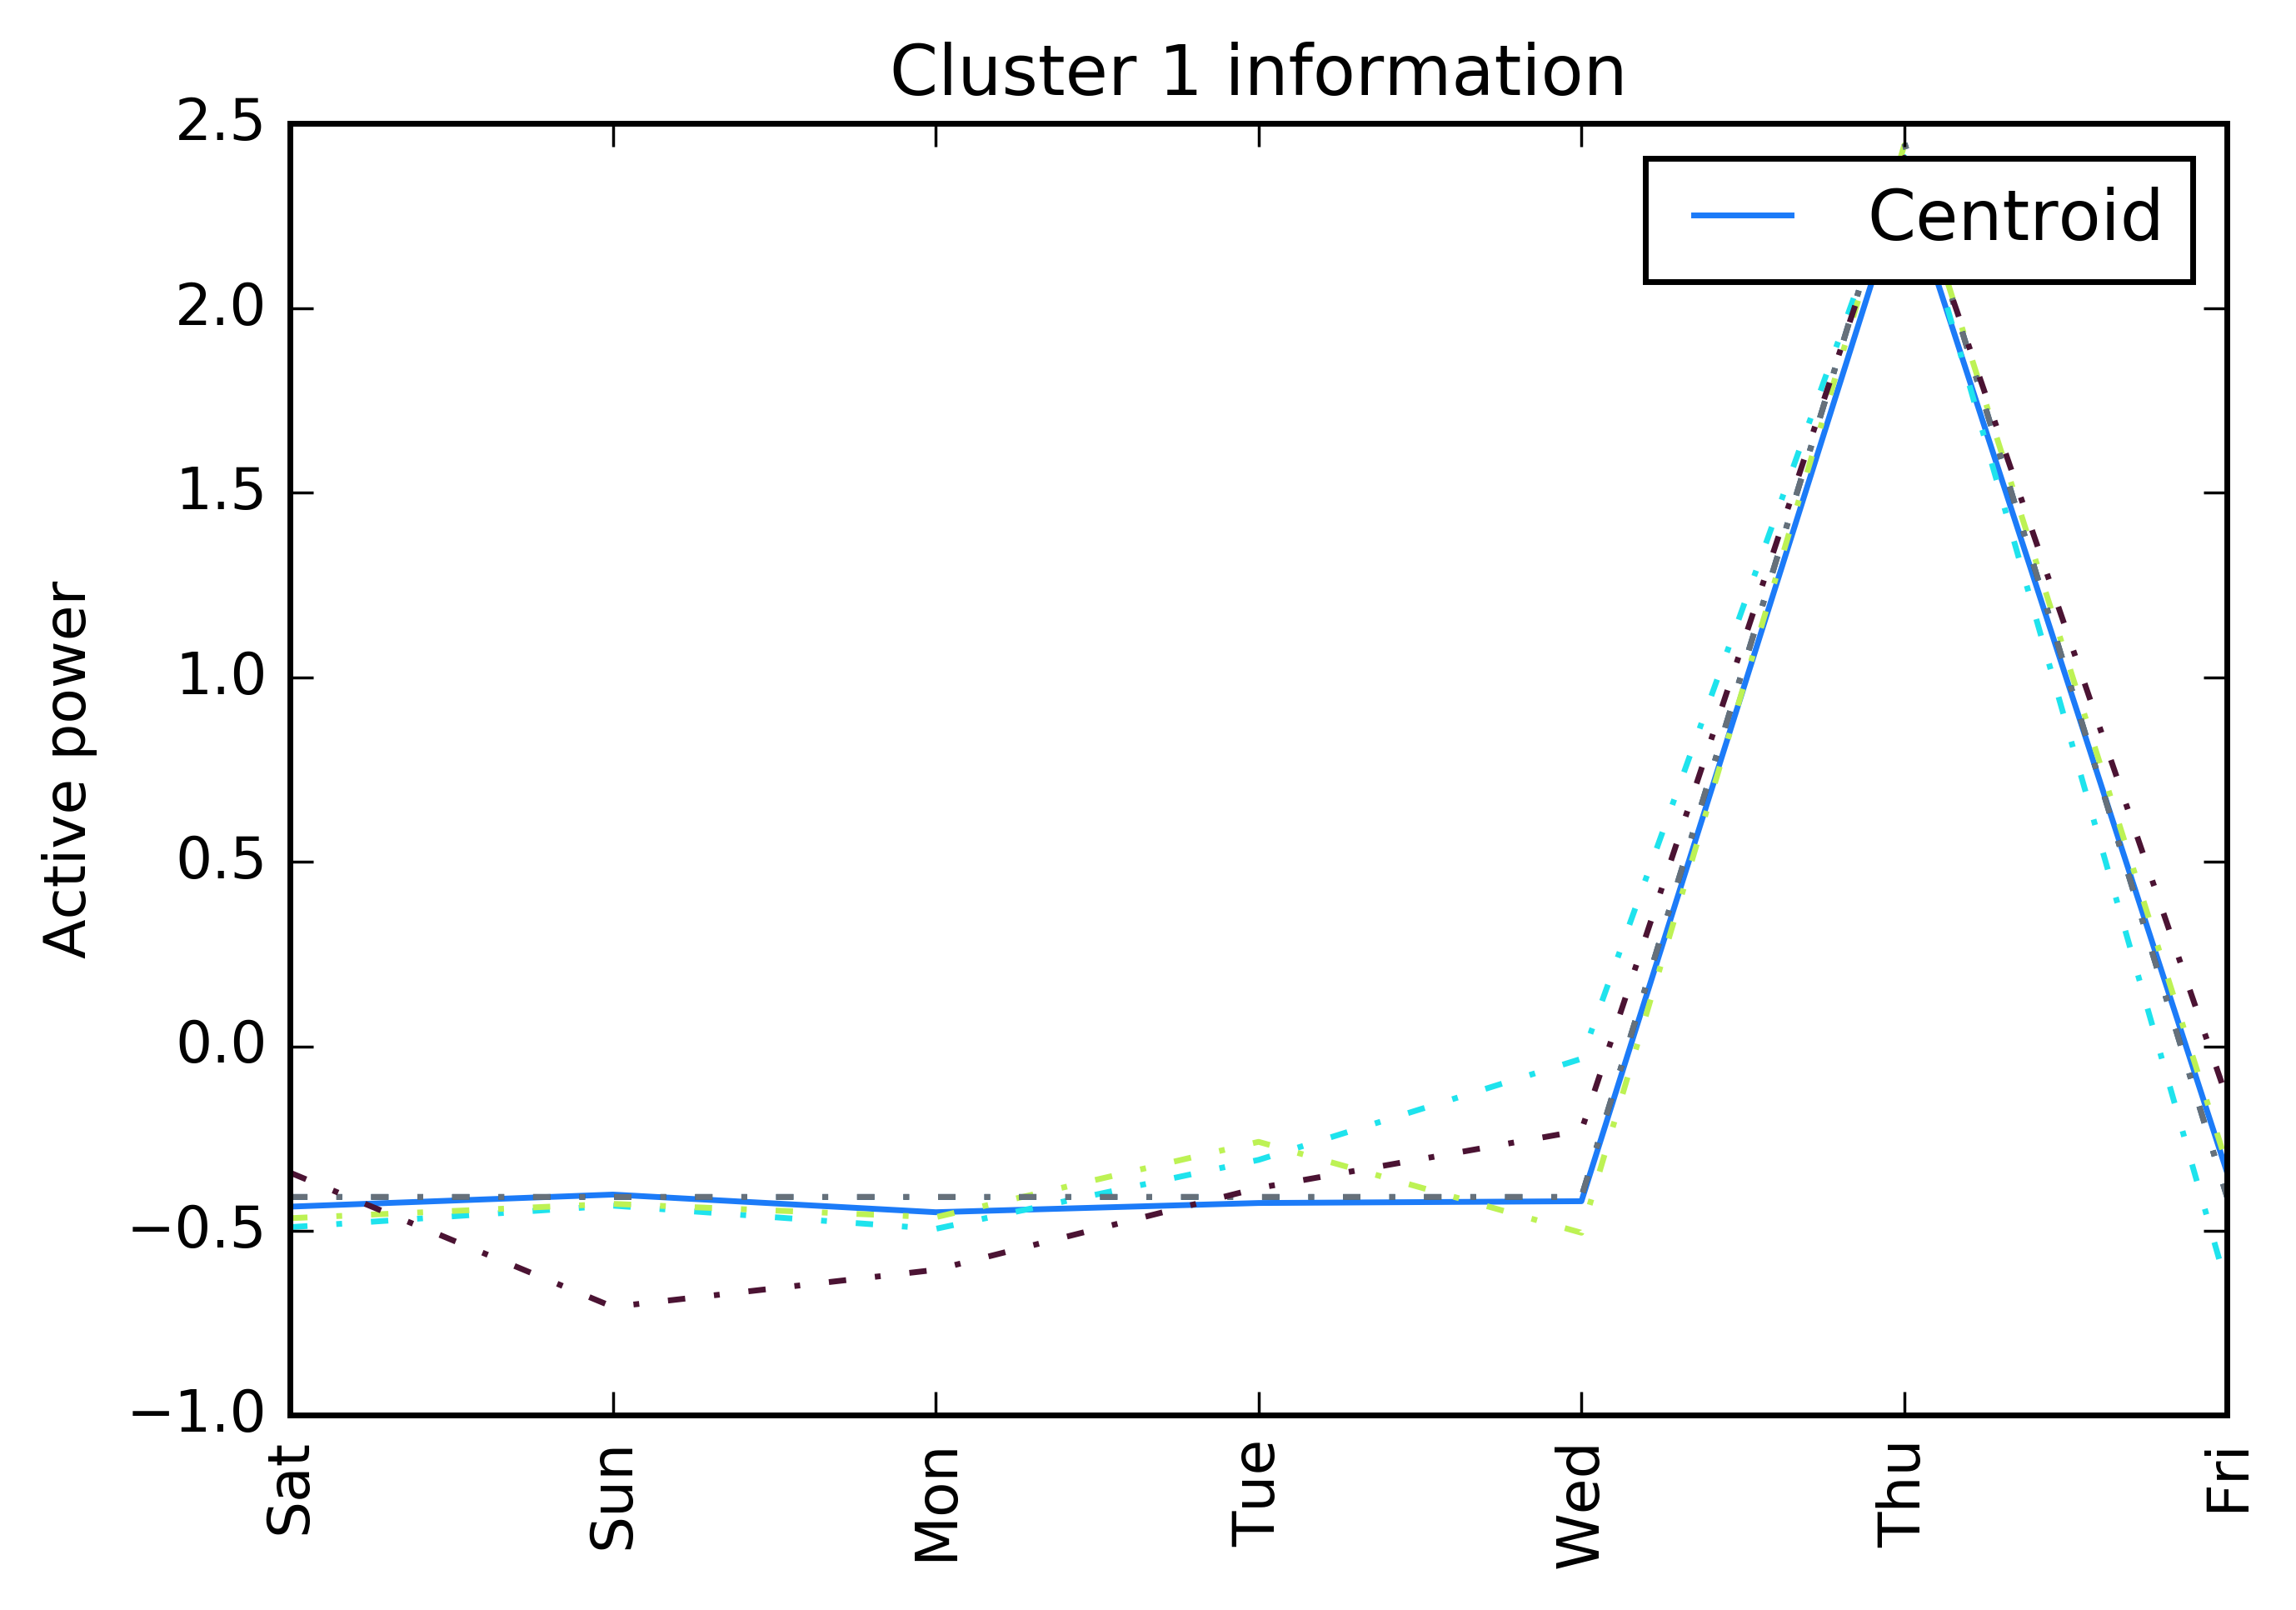 Cluster 1 information
2.5
2.0
1.5
1.0
0.5
0.0
−0.5
−1.0
Active power
Centroid
Sat
Sun
Mon
Tue
Wed
Thu
Fri